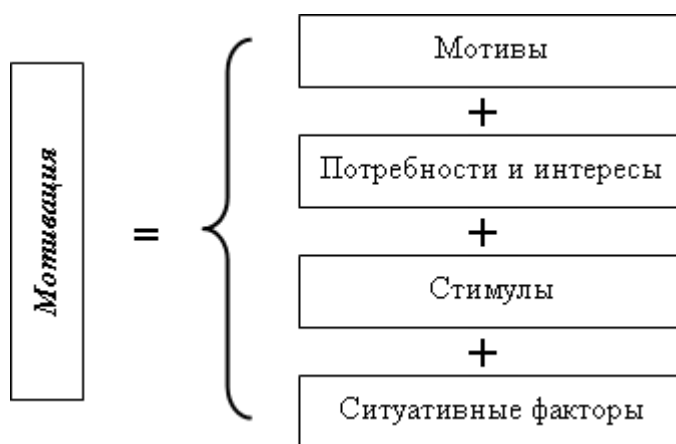 Мотивация
=
Мотивы
+
Потребности и интересы
+
Стимулы
+
Ситуативные факторы